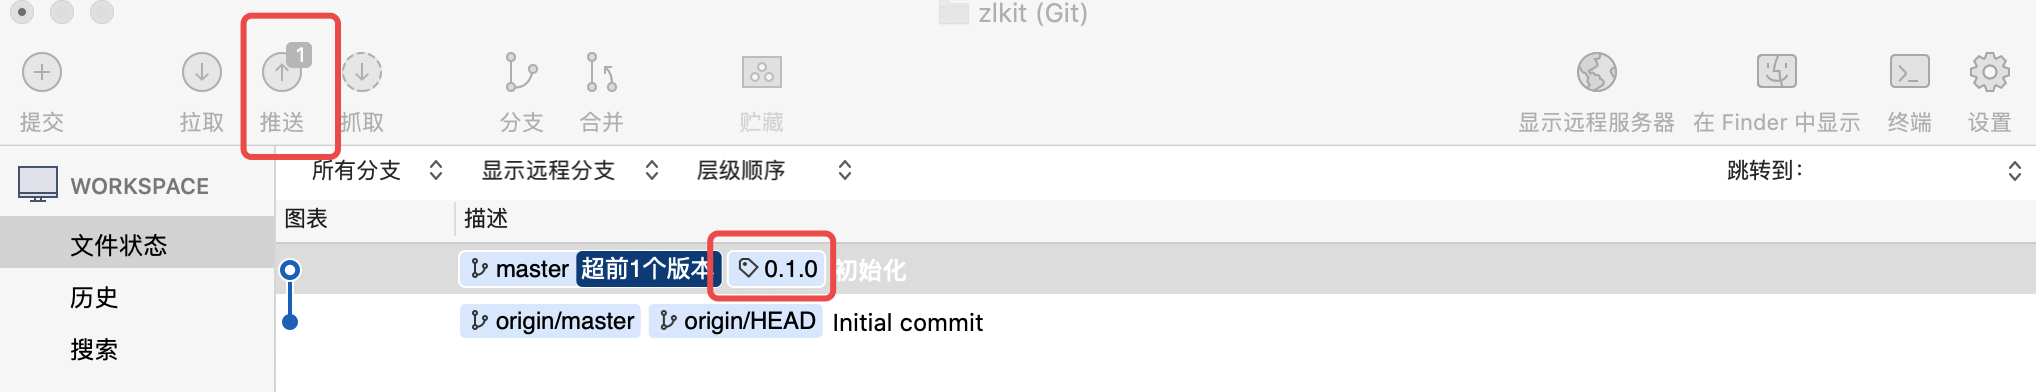 zlkit (Git)
1
提交 拉取 推送 抓取 分支 合并 贮藏 显示远程服务器 在 Finder 中显示 终端 设置
所有分支 显示远程分支 层级顺序 跳转到:
WORKSPACE
图表 描述
文件状态
master 超前1个版本 0.1.0 初始化
历史
origin/master origin/HEAD Initial commit
搜索